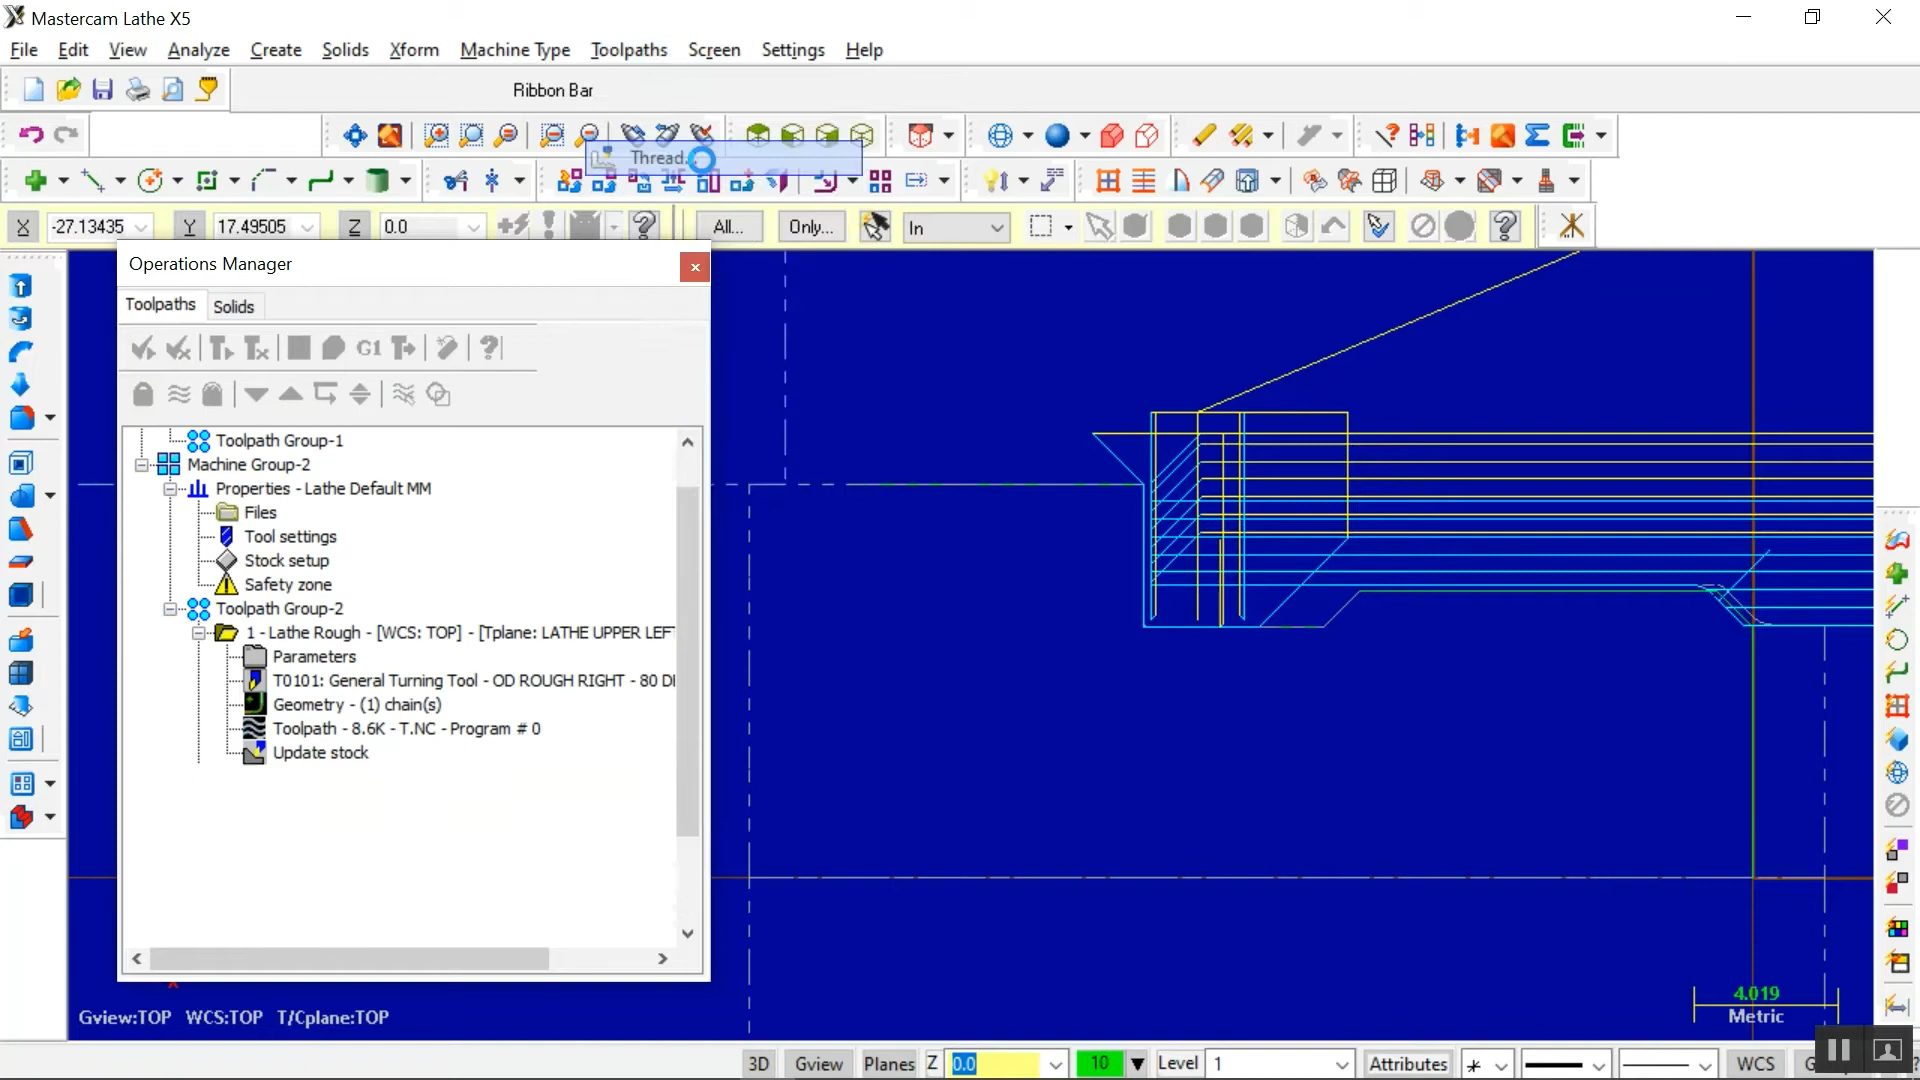 Mastercam Lathe X5
File Edit View Analyze Create Solids Xform Machine Type Toolpaths Screen Settings Help
Ribbon Bar
Thread...
X -27.13435 Y 17.49505 Z 0.0 All... Only... In
Operations Manager
Toolpaths Solids
G1
Toolpath Group-1
Machine Group-2
Properties - Lathe Default MM
Files
Tool settings
Stock setup
Safety zone
Toolpath Group-2
1 - Lathe Rough - [WCS: TOP] - [Tplane: LATHE UPPER LEFT
Parameters
T0101: General Turning Tool - OD ROUGH RIGHT - 80 DI
Geometry - (1) chain(s)
Toolpath - 8.6K - T.NC - Program # 0
Update stock
4.019
Metric
Gview:TOP WCS:TOP T/Cplane:TOP
3D Gview Planes Z 0.0 10 Level 1 Attributes WCS